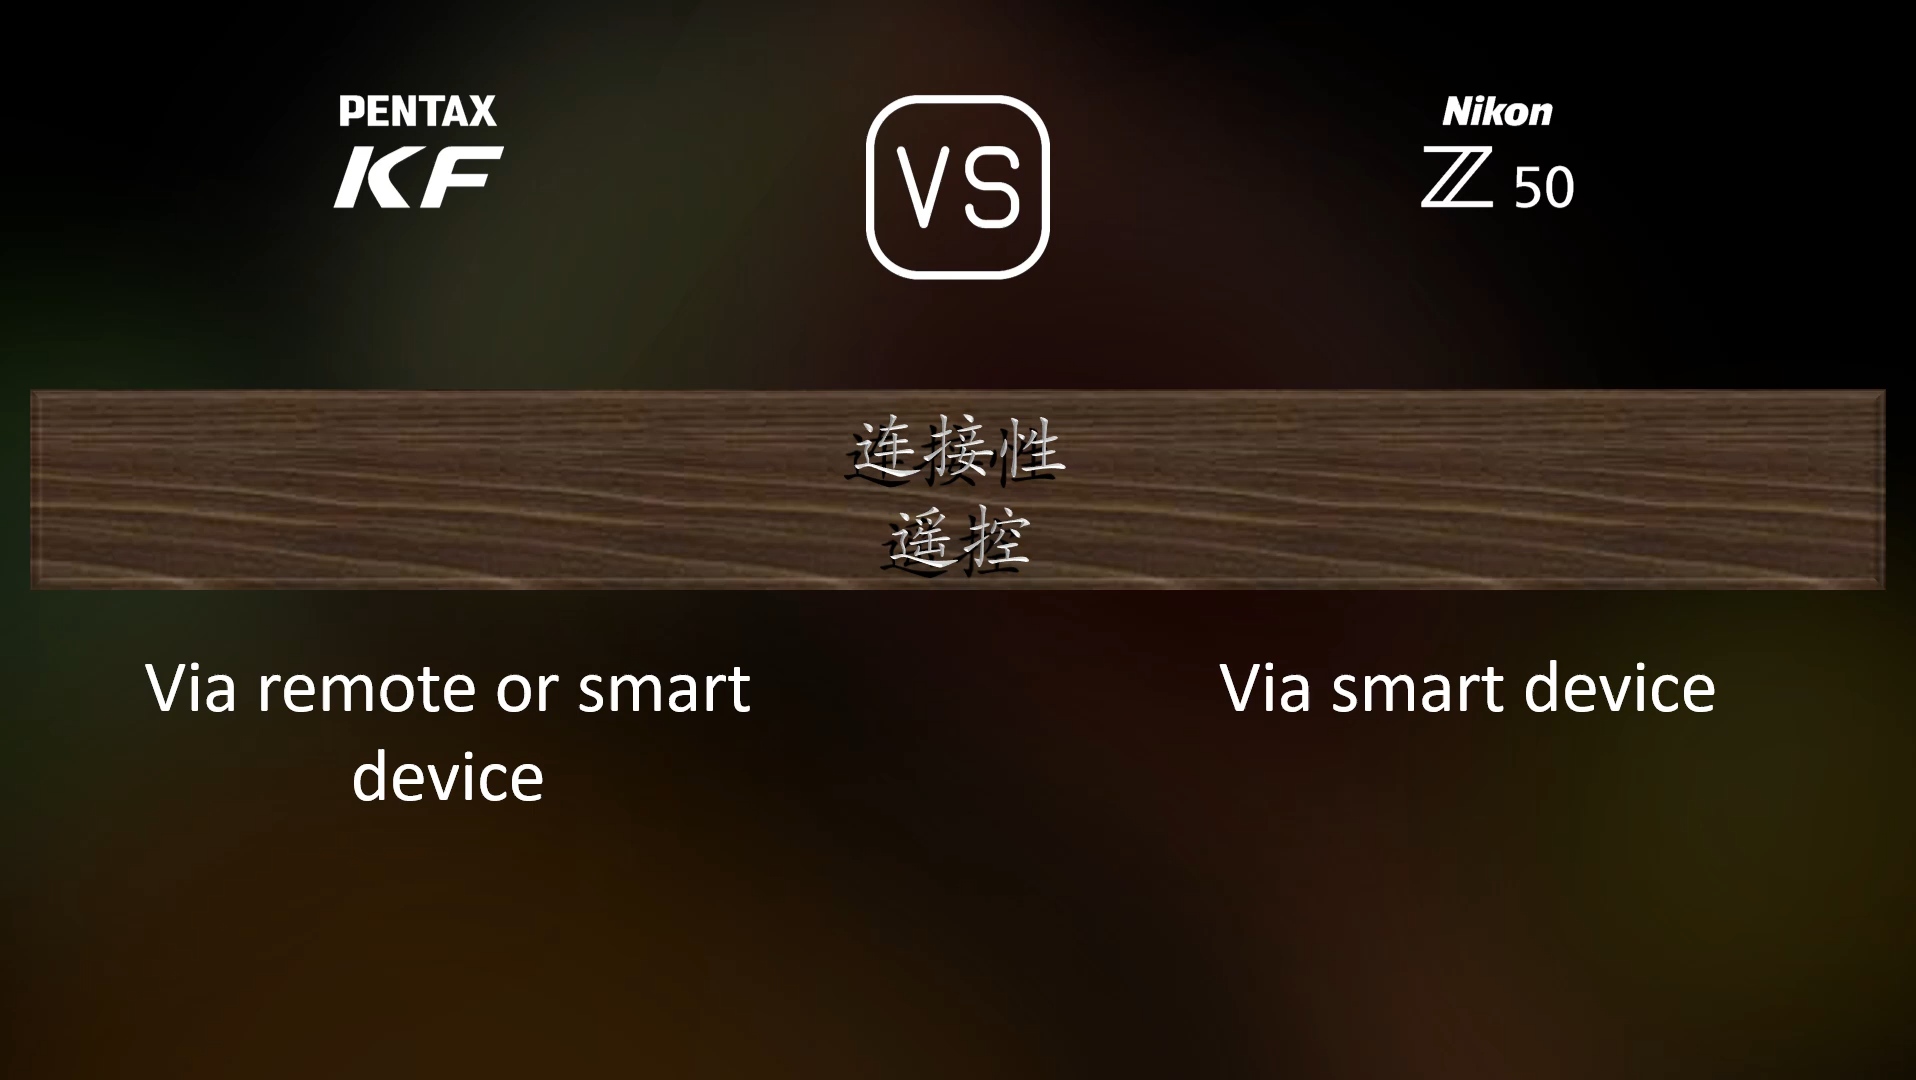 PENTAX
KF
VS
Nikon
Z 50
连接性
遥控
Via remote or smart
device
Via smart device